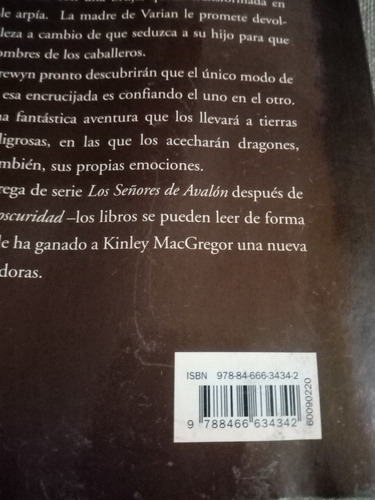 transformada en
le arpía. La madre de Varian le promete devol-
leza a cambio de que seduzca a su hijo para que
ombres de los caballeros.
rewyn pronto descubrirán que el único modo de
esa encrucijada es confiando el uno en el otro.
na fantástica aventura que los llevará a tierras
ligrosas, en las que los acecharán dragones,
mbién, sus propias emociones.
rega de serie Los Señores de Avalón después de
oscuridad –los libros se pueden leer de forma
le ha ganado a Kinley MacGregor una nueva
doras.
ISBN 978-84-666-3434-2
9 788466 634342
60090220